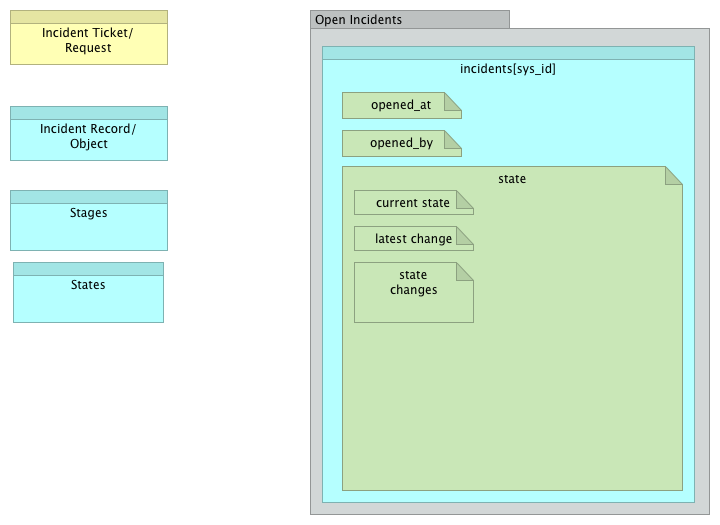 Incident Ticket/
Request
Incident Record/
Object
Stages
States
Open Incidents
incidents[sys_id]
opened_at
opened_by
state
current state
latest change
state
changes